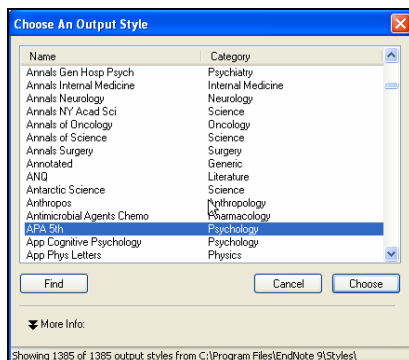 Choose An Output Style
Name Category
Annals Gen Hosp Psych Psychiatry
Annals Internal Medicine Internal Medicine
Annals Neurology Neurology
Annals NY Acad Sci Science
Annals of Oncology Oncology
Annals of Science Science
Annals Surgery Surgery
Annotated Generic
ANQ Literature
Antarctic Science Science
Anthropos Anthropology
Antimicrobial Agents Chemo Pharmacology
APA 5th Psychology
App Cognitive Psychology Psychology
App Phys Letters Physics
Find Cancel Choose
More Info:
Showing 1385 of 1385 output styles from C:\Program Files\EndNote 9\Styles\